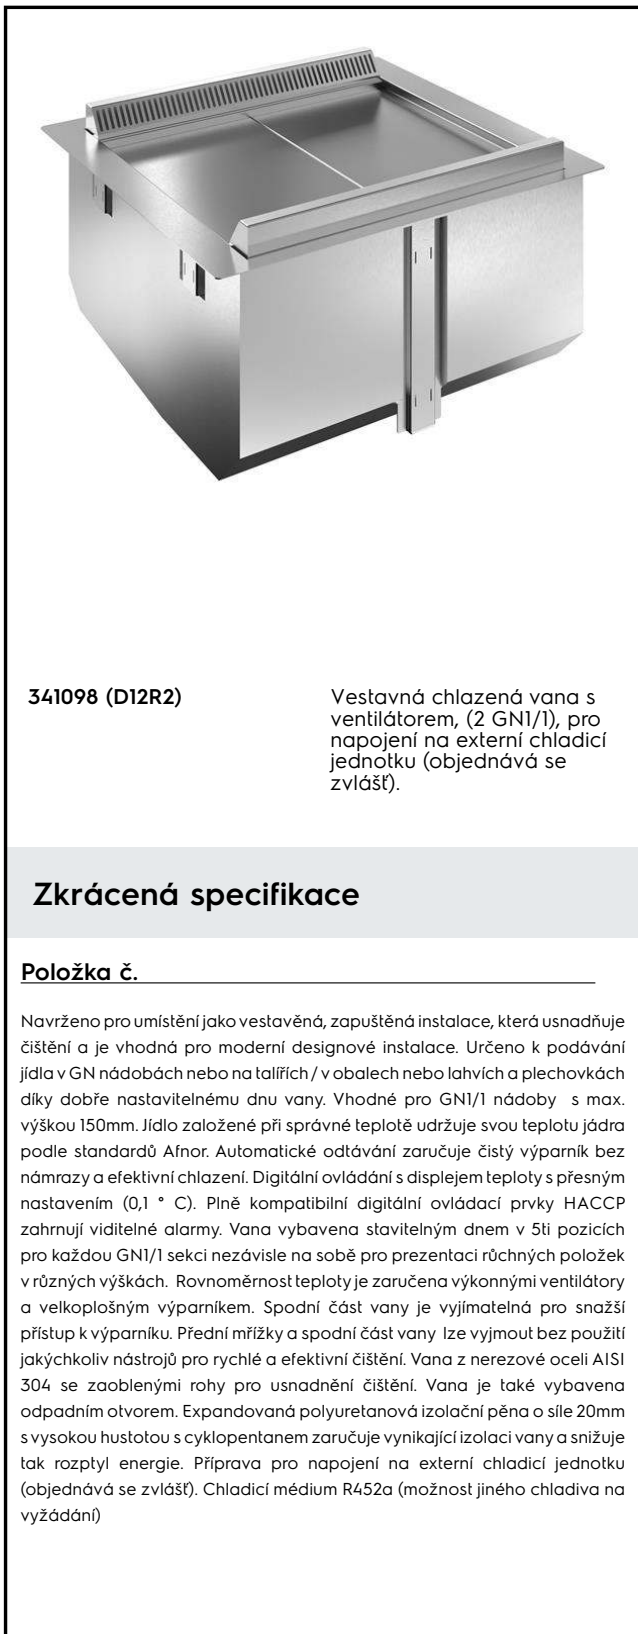 341098 (D12R2)
Vestavná chlazená vana s
ventilátorem, (2 GN1/1), pro
napojení na externí chladicí
jednotku (objednává se
zvlášť).
Zkrácená specifikace
Položka č.
Navrženo pro umístění jako vestavěná, zapuštěná instalace, která usnadňuje
čištění a je vhodná pro moderní designové instalace. Určeno k podávání
jídla v GN nádobách nebo na talířích / v obalech nebo lahvích a plechovkách
díky dobře nastavitelnému dnu vany. Vhodné pro GN1/1 nádoby s max.
výškou 150mm. Jídlo založené při správné teplotě udržuje svou teplotu jádra
podle standardů Afnor. Automatické odtávání zaručuje čistý výparník bez
námrazy a efektivní chlazení. Digitální ovládání s displejem teploty s přesným
nastavením (0,1 ° C). Plně kompatibilní digitální ovládací prvky HACCP
zahrnují viditelné alarmy. Vana vybavena stavitelným dnem v 5ti pozicích
pro každou GN1/1 sekci nezávisle na sobě pro prezentaci růchných položek
v různých výškách. Rovnoměrnost teploty je zaručena výkonnými ventilátory
a velkoplošným výparníkem. Spodní část vany je vyjímatelná pro snažší
přístup k výparníku. Přední mřížky a spodní část vany lze vyjmout bez použití
jakýchkoliv nástrojů pro rychlé a efektivní čištění. Vana z nerezové oceli AISI
304 se zaoblenými rohy pro usnadnění čištění. Vana je také vybavena
odpadním otvorem. Expandovaná polyuretanová izolační pěna o síle 20mm
s vysokou hustotou s cyklopentanem zaručuje vynikající izolaci vany a snižuje
tak rozptyl energie. Příprava pro napojení na externí chladicí jednotku
(objednává se zvlášť). Chladicí médium R452a (možnost jiného chladiva na
vyžádání)